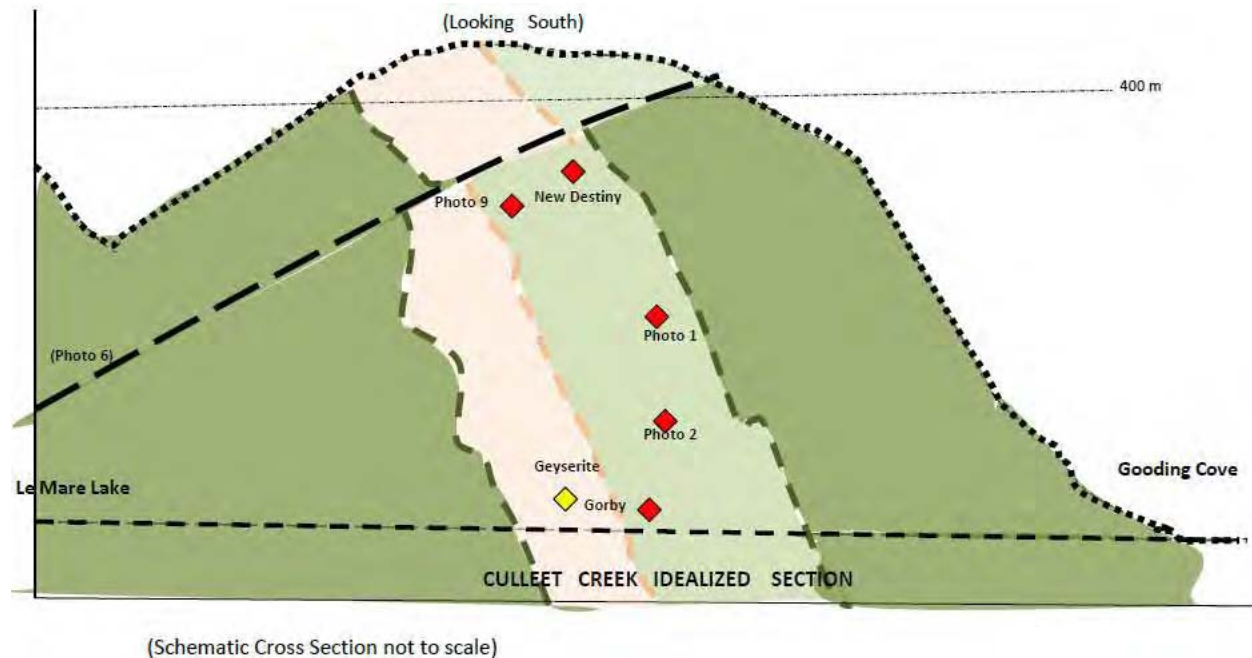 (Looking South)
400 m
New Destiny
Photo 9
Photo 1
(Photo 6)
Photo 2
Geyserite
Gooding Cove
Le Mare Lake
Gorby
CULLEET CREEK IDEALIZED SECTION
(Schematic Cross Section not to scale)